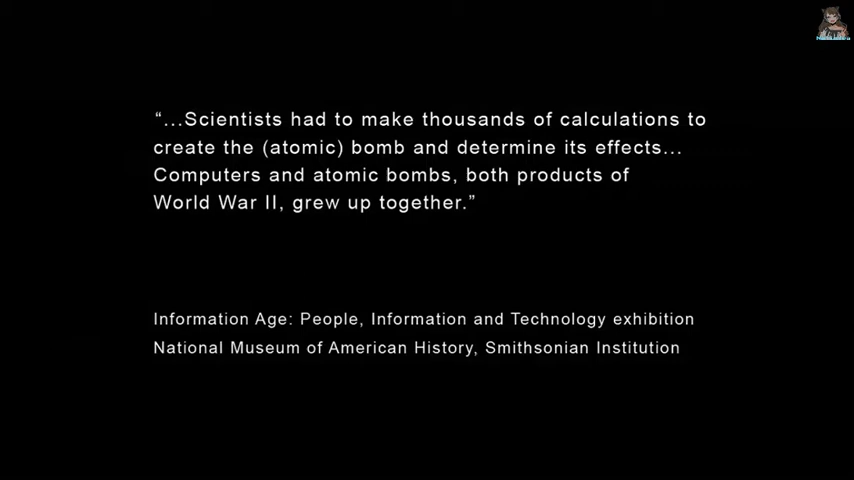 “...Scientists had to make thousands of calculations to
create the (atomic) bomb and determine its effects...
Computers and atomic bombs, both products of
World War II, grew up together.”
Information Age: People, Information and Technology exhibition
National Museum of American History, Smithsonian Institution